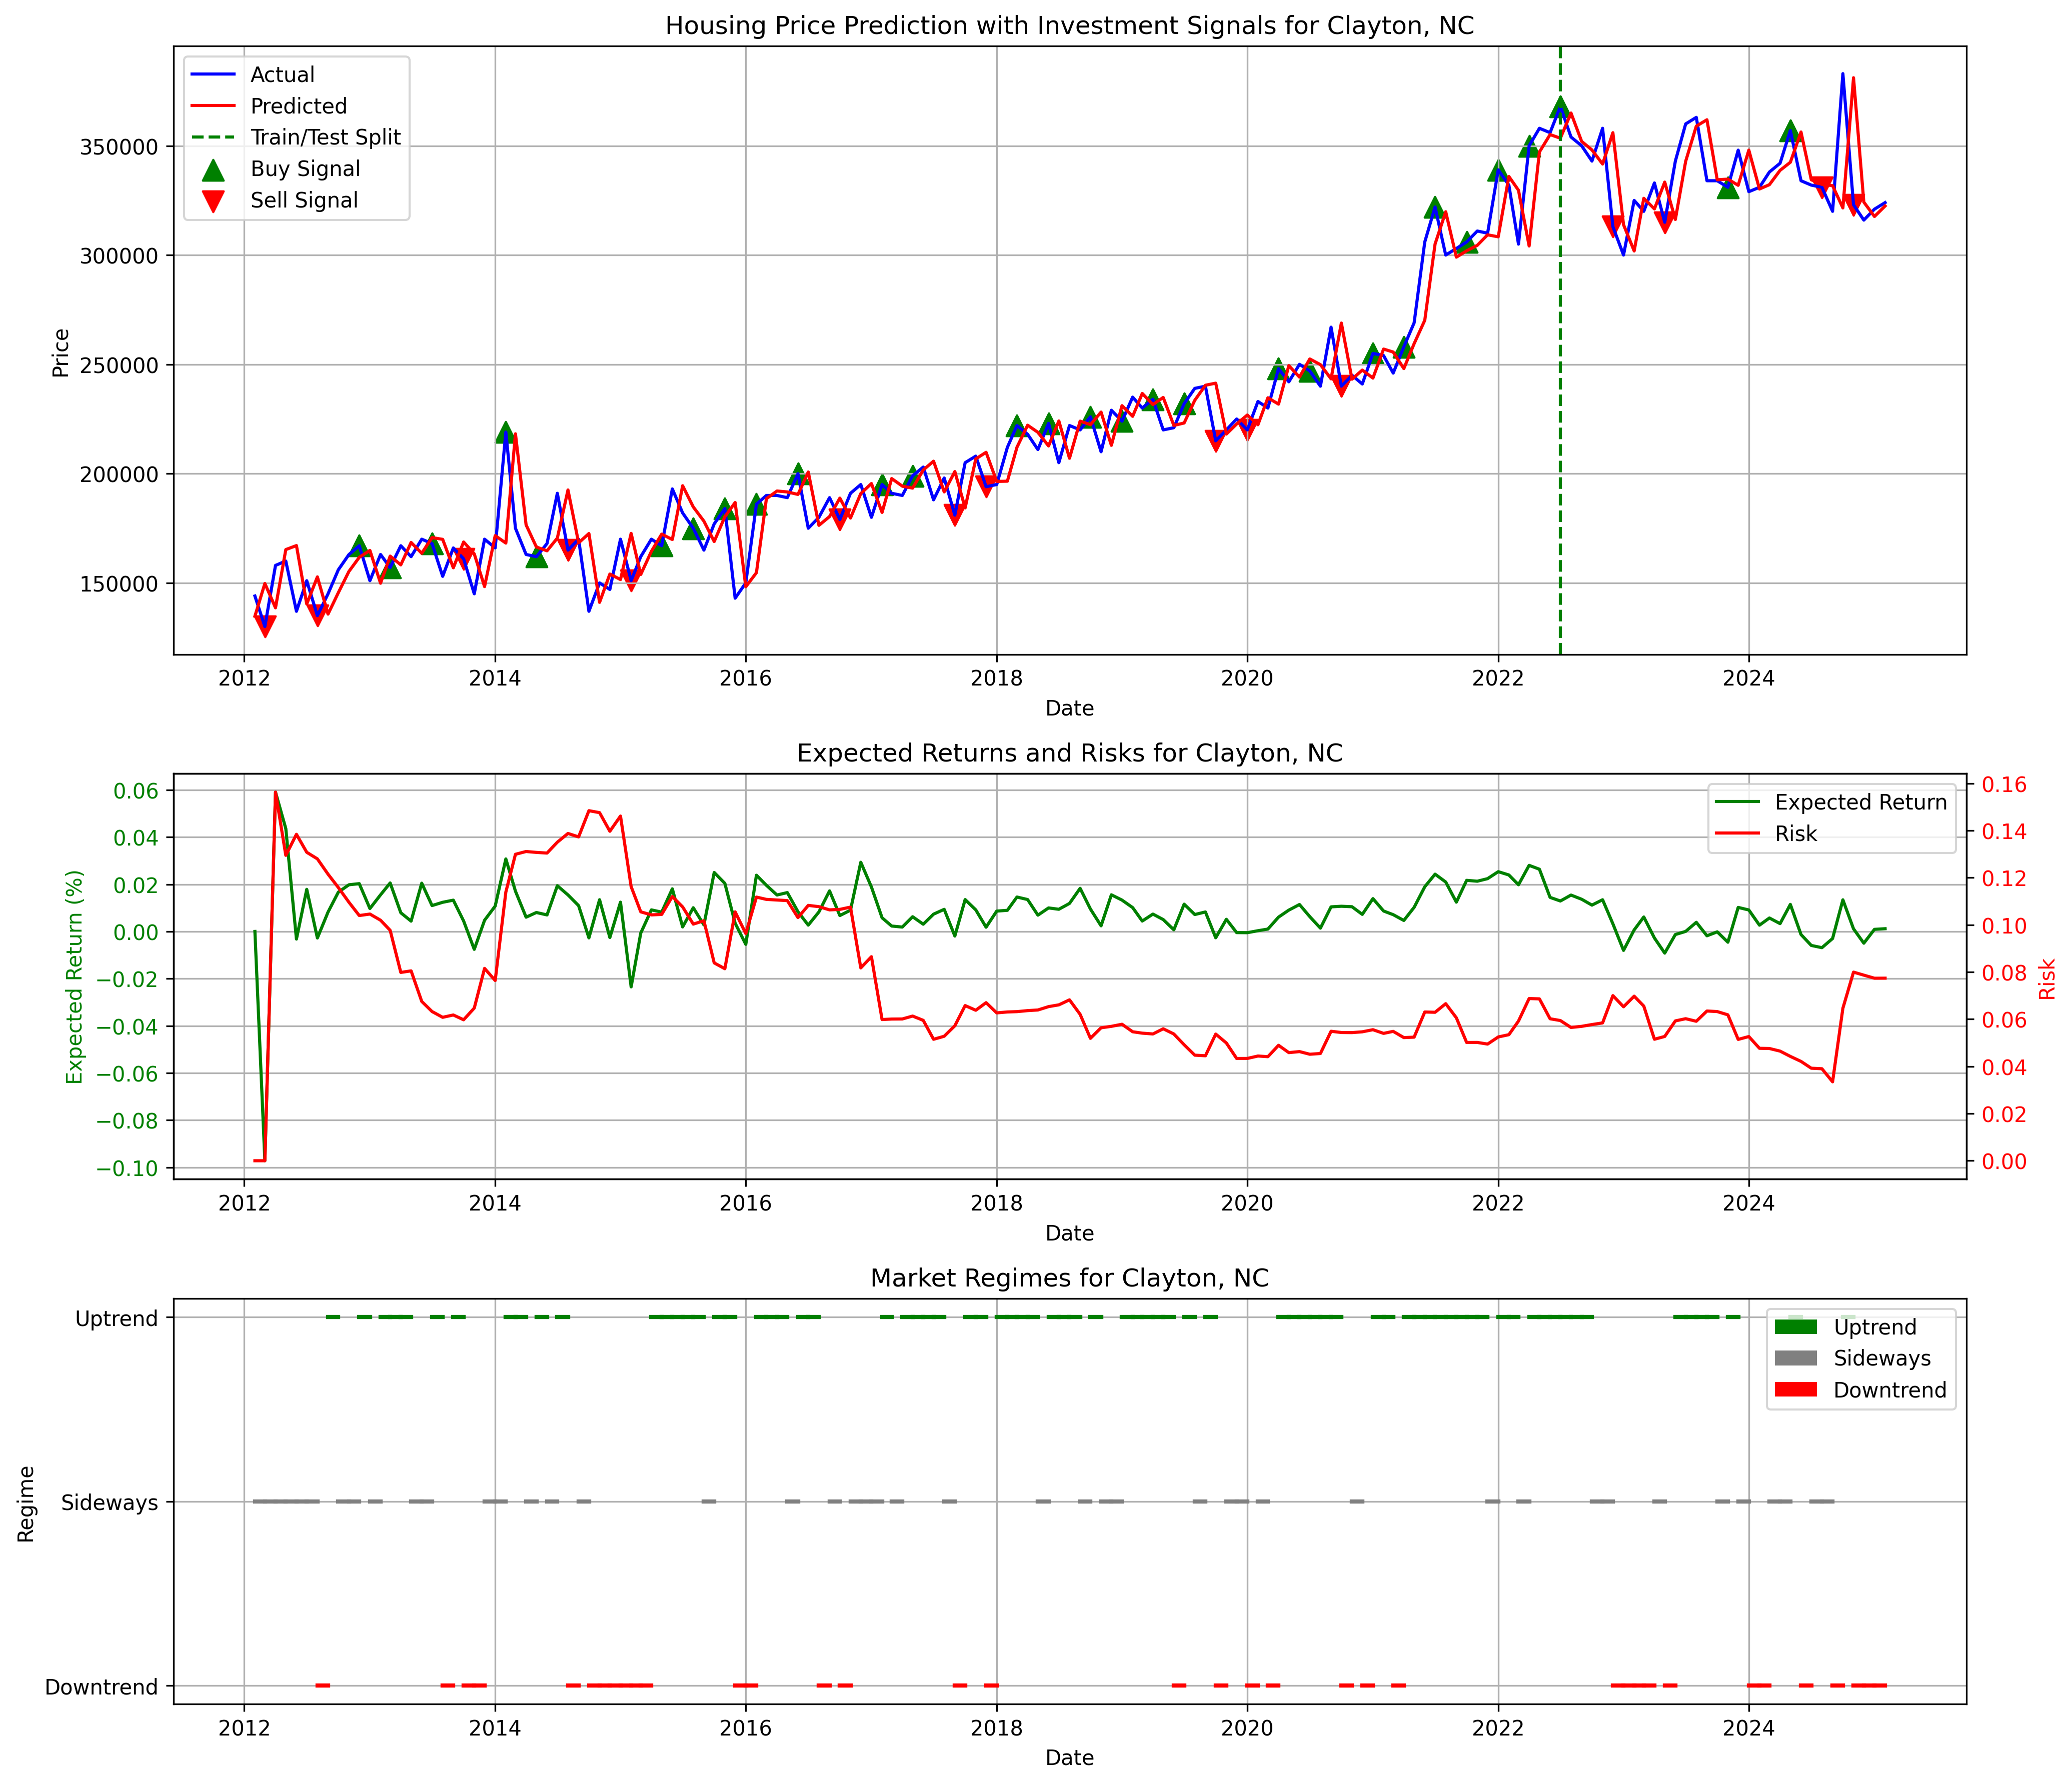 Housing Price Prediction with Investment Signals for Clayton, NC
Actual
Predicted
Train/Test Split
Buy Signal
Sell Signal
Price
350000
300000
250000
200000
150000
2012 2014 2016 2018 2020 2022 2024
Date
Expected Returns and Risks for Clayton, NC
Expected Return
Risk
Expected Return (%)
0.06
0.04
0.02
0.00
−0.02
−0.04
−0.06
−0.08
−0.10
0.16
0.14
0.12
0.10
0.08
0.06
0.04
0.02
0.00
Risk
2012 2014 2016 2018 2020 2022 2024
Date
Market Regimes for Clayton, NC
Uptrend
Sideways
Downtrend
Regime
Uptrend
Sideways
Downtrend
2012 2014 2016 2018 2020 2022 2024
Date